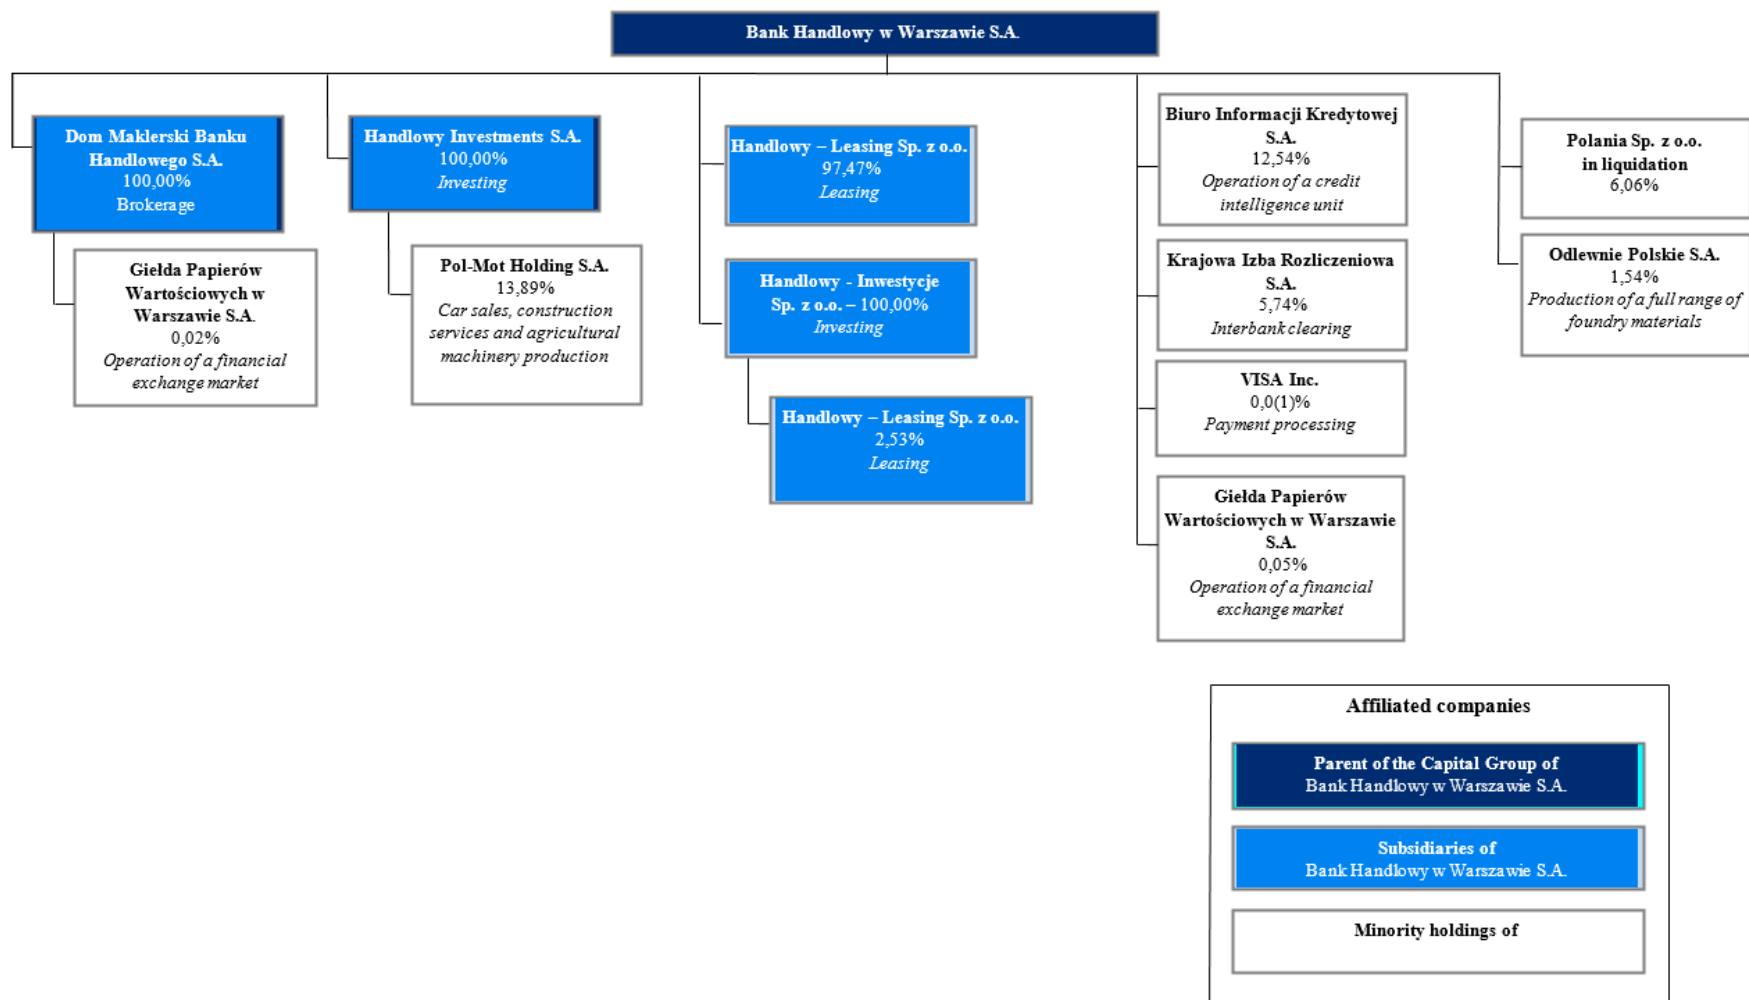 Bank Handlowy w Warszawie S.A.
Dom Maklerski Banku
Handlowego S.A.
100,00%
Brokerage
Giełda Papierów
Wartościowych w
Warszawie S.A.
0,02%
Operation of a financial
exchange market
Handlowy Investments S.A.
100,00%
Investing
Pol-Mot Holding S.A.
13,89%
Car sales, construction
services and agricultural
machinery production
Handlowy – Leasing Sp. z o.o.
97,47%
Leasing
Handlowy - Inwestycje
Sp. z o.o. – 100,00%
Investing
Handlowy – Leasing Sp. z o.o.
2,53%
Leasing
Biuro Informacji Kredytowej
S.A.
12,54%
Operation of a credit
intelligence unit
Krajowa Izba Rozliczeniowa
S.A.
5,74%
Interbank clearing
VISA Inc.
0,0(1)%
Payment processing
Giełda Papierów
Wartościowych w Warszawie
S.A.
0,05%
Operation of a financial
exchange market
Polania Sp. z o.o.
in liquidation
6,06%
Odlewnie Polskie S.A.
1,54%
Production of a full range of
foundry materials
Affiliated companies
Parent of the Capital Group of
Bank Handlowy w Warszawie S.A.
Subsidiaries of
Bank Handlowy w Warszawie S.A.
Minority holdings of